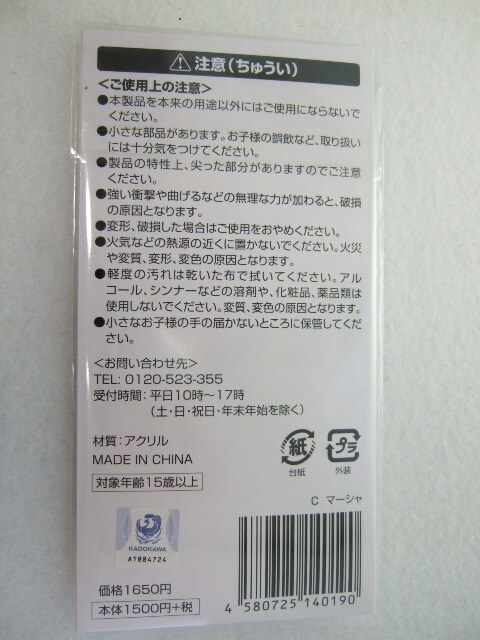 注意(ちゅうい)
<ご使用上の注意>
●本製品を本来の用途以外にはご使用にならないで
ください。
●小さな部品があります。お子様の誤飲など、取り扱い
には十分気をつけてください。
●製品の特性上、尖った部分がありますのでご注意
ください。
●強い衝撃や曲げるなどの無理な力が加わると、破損
の原因となります。
●変形、破損した場合はご使用をおやめください。
●火気などの熱源の近くに置かないでください。火災
や変質、変形、変色の原因となります。
●軽度の汚れは乾いた布で拭いてください。アル
コール、シンナーなどの溶剤や、化粧品、薬品類は
使用しないでください。変質、変色の原因となります。
●小さなお子様の手の届かないところに保管してくだ
さい。
<お問い合わせ先>
TEL: 0120-523-355
受付時間：平日10時～17時
(土・日・祝日・年末年始を除く)
材質：アクリル
MADE IN CHINA
対象年齢15歳以上
紙
台紙
プラ
外装
C マーシャ
KADOKAWA
A1884724
価格1650円
本体1500円+税
4 580725 140190